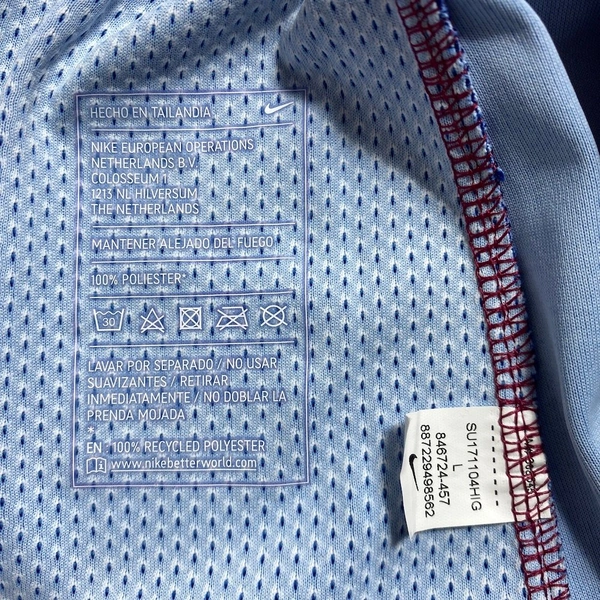 HECHO EN TAILANDIA
NIKE EUROPEAN OPERATIONS
NETHERLANDS B.V.
COLOSSEUM 1
1213 NL HILVERSUM
THE NETHERLANDS
MANTENER ALEJADO DEL FUEGO
100% POLIESTER*
30
LAVAR POR SEPARADO / NO USAR
SUAVIZANTES / RETIRAR
INMEDIATAMENTE / NO DOBLAR LA
PRENDA MOJADA
*
EN : 100% RECYCLED POLYESTER
www.nikebetterworld.com
SU171104HIG
L
846724-457
887229498562